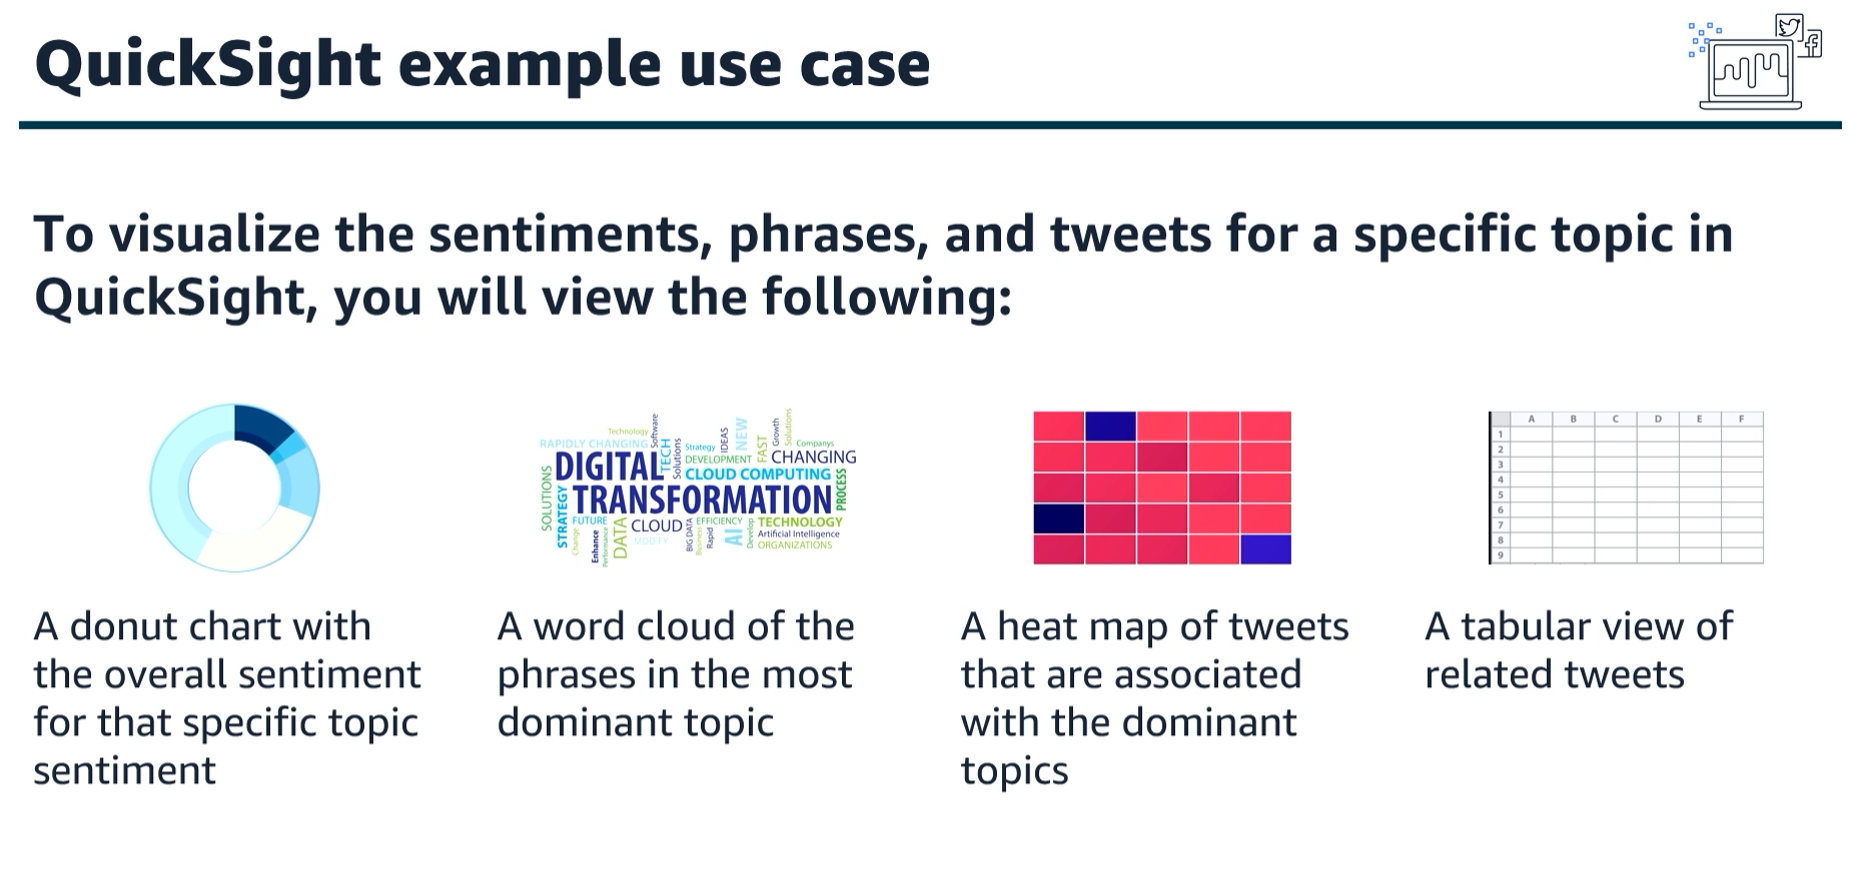 QuickSight example use case
To visualize the sentiments, phrases, and tweets for a specific topic in
QuickSight, you will view the following:
Technology
Software
RAPIDLY CHANGING
TECH
Solutions
Strategy
IDEAS
NEW
FAST
Growth
Solutions
Companys
DEVELOPMENT
CHANGING
DIGITAL
CLOUD COMPUTING
SOLUTIONS
STRATEGY
TRANSFORMATION
PROCESS
FUTURE
DATA
CLOUD
EFFICIENCY
TECHNOLOGY
Change
Enhance
Performance
MODIFY
BIG DATA
Business
Rapid
AI
Develop
Artificial Intelligence
ORGANIZATIONS
A B C D E F
1
2
3
4
5
6
7
8
9
A donut chart with
the overall sentiment
for that specific topic
sentiment
A word cloud of the
phrases in the most
dominant topic
A heat map of tweets
that are associated
with the dominant
topics
A tabular view of
related tweets